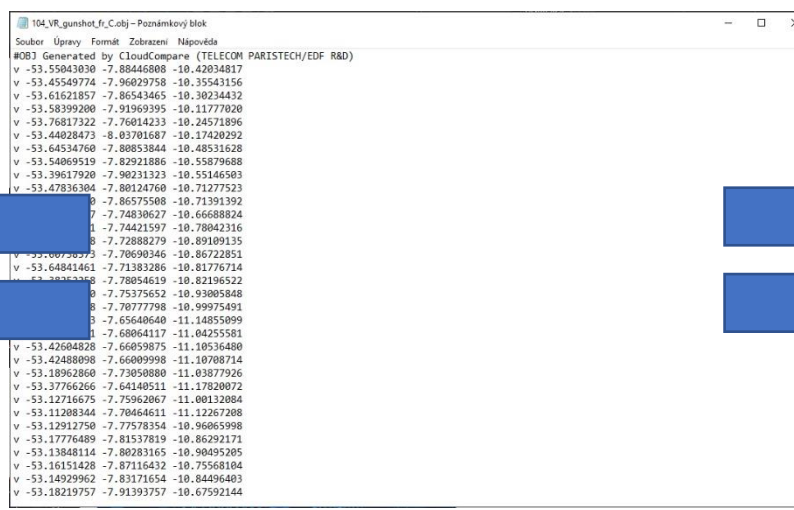 104_VR_gunshot_fr_C.obj – Poznámkový blok
Soubor Úpravy Formát Zobrazení Nápověda
#OBJ Generated by CloudCompare (TELECOM PARISTECH/EDF R&D)
v -53.55043030 -7.88446808 -10.42034817
v -53.45549774 -7.96029758 -10.35543156
v -53.61621857 -7.86543465 -10.30234432
v -53.58399200 -7.91969395 -10.11777020
v -53.76817322 -7.76014233 -10.24571896
v -53.44028473 -8.03701687 -10.17420292
v -53.64534760 -7.80853844 -10.48531628
v -53.54069519 -7.82921886 -10.55879688
v -53.39617920 -7.90231323 -10.55146503
v -53.47836304 -7.80124760 -10.71277523
-7.86575508 -10.71391392
-7.74830627 -10.66688824
-7.74421597 -10.78042316
-7.72888279 -10.89109135
v -53.60738373 -7.70690346 -10.86722851
v -53.64841461 -7.71383286 -10.81776714
v -53.38252258 -7.78054619 -10.82196522
-7.75375652 -10.93005848
-7.70777798 -10.99975491
-7.65640640 -11.14855099
-7.68064117 -11.04255581
v -53.42604828 -7.66059875 -11.10536480
v -53.42488098 -7.66009998 -11.10708714
v -53.18962860 -7.73050880 -11.03877926
v -53.37766266 -7.64140511 -11.17820072
v -53.12716675 -7.75962067 -11.00132084
v -53.11208344 -7.70464611 -11.12267208
v -53.12912750 -7.77578354 -10.96065998
v -53.17776489 -7.81537819 -10.86292171
v -53.13848114 -7.80283165 -10.90495205
v -53.16151428 -7.87116432 -10.75568104
v -53.14929962 -7.83171654 -10.84496403
v -53.18219757 -7.91393757 -10.67592144